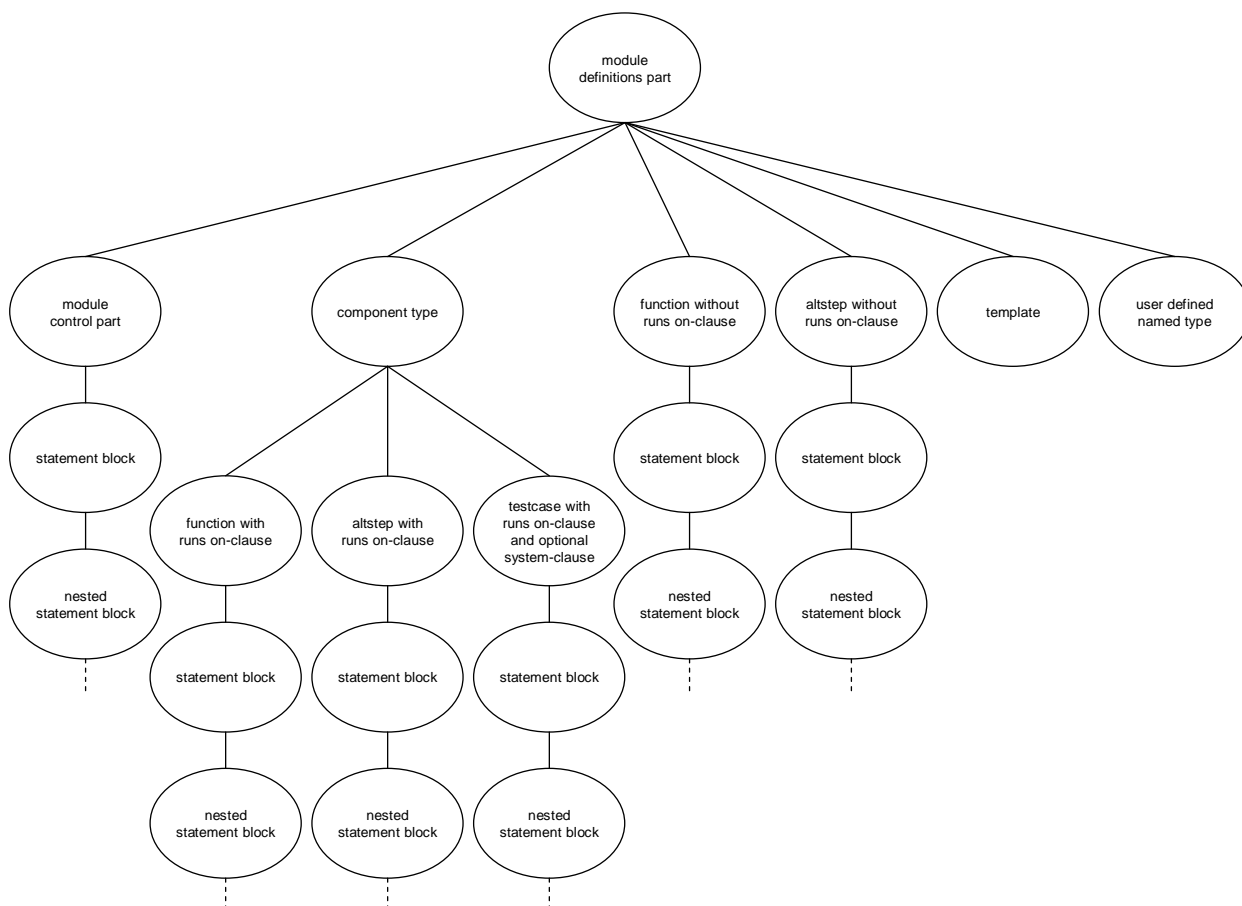 module
definitions part
module
control part
component type
function without
runs on-clause
altstep without
runs on-clause
template
user defined
named type
statement block
statement block
statement block
function with
runs on-clause
altstep with
runs on-clause
testcase with
runs on-clause
and optional
system-clause
nested
statement block
nested
statement block
nested
statement block
statement block
statement block
statement block
nested
statement block
nested
statement block
nested
statement block